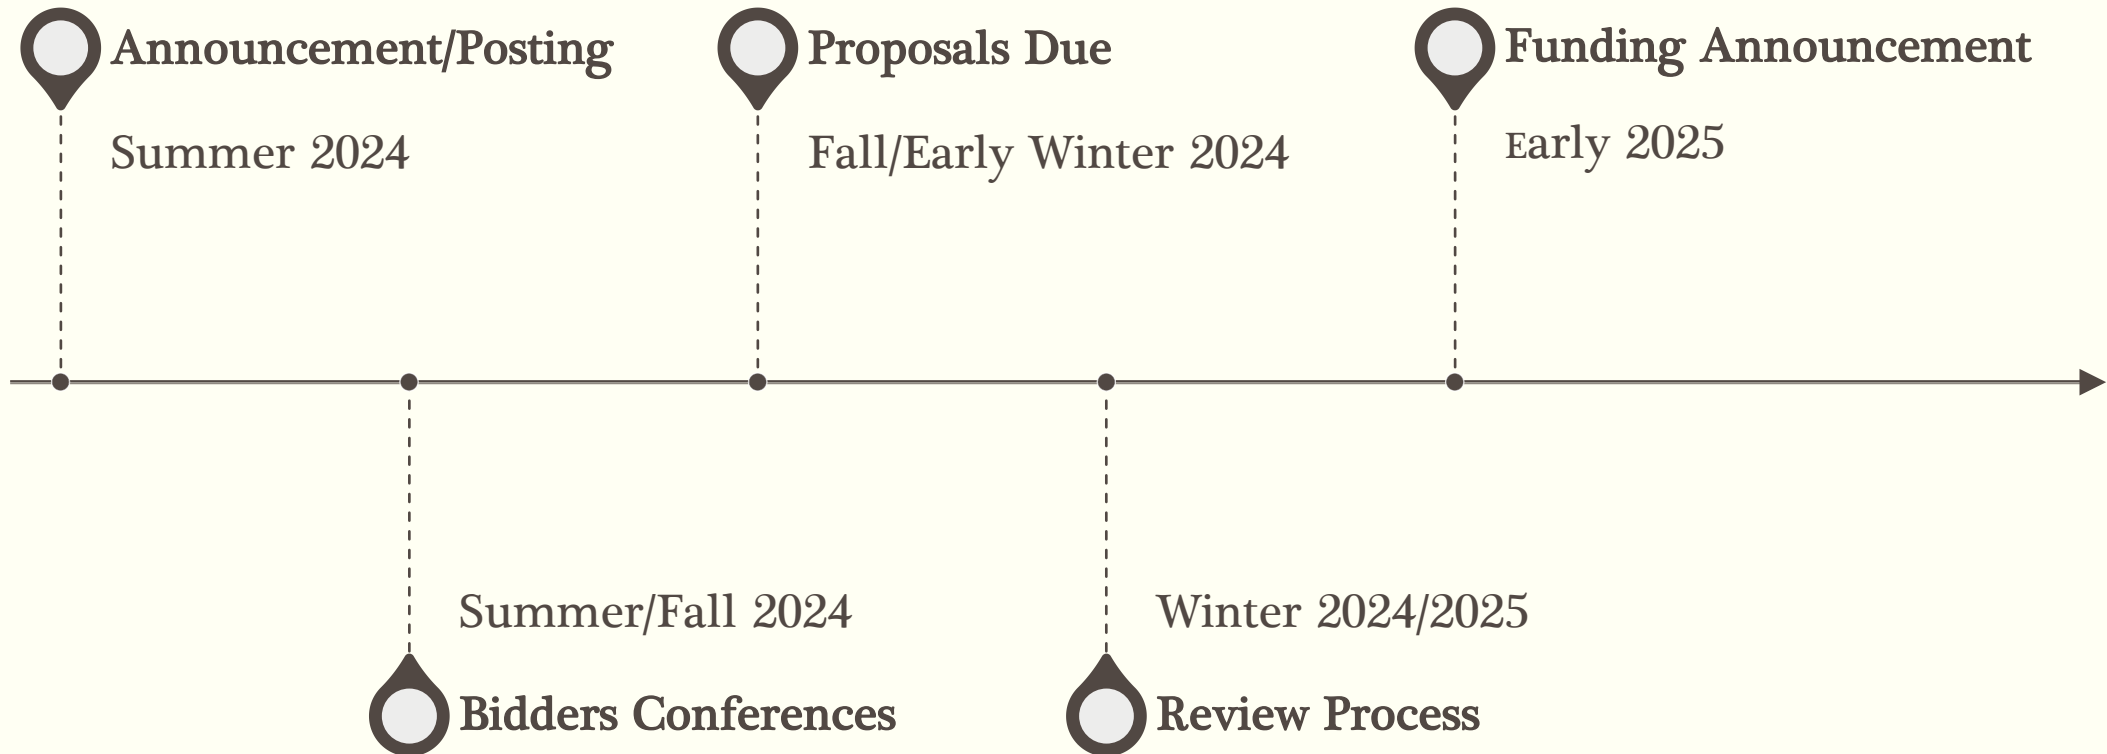 Announcement/Posting
Summer 2024
Proposals Due
Fall/Early Winter 2024
Funding Announcement
Early 2025
Summer/Fall 2024
Bidders Conferences
Winter 2024/2025
Review Process